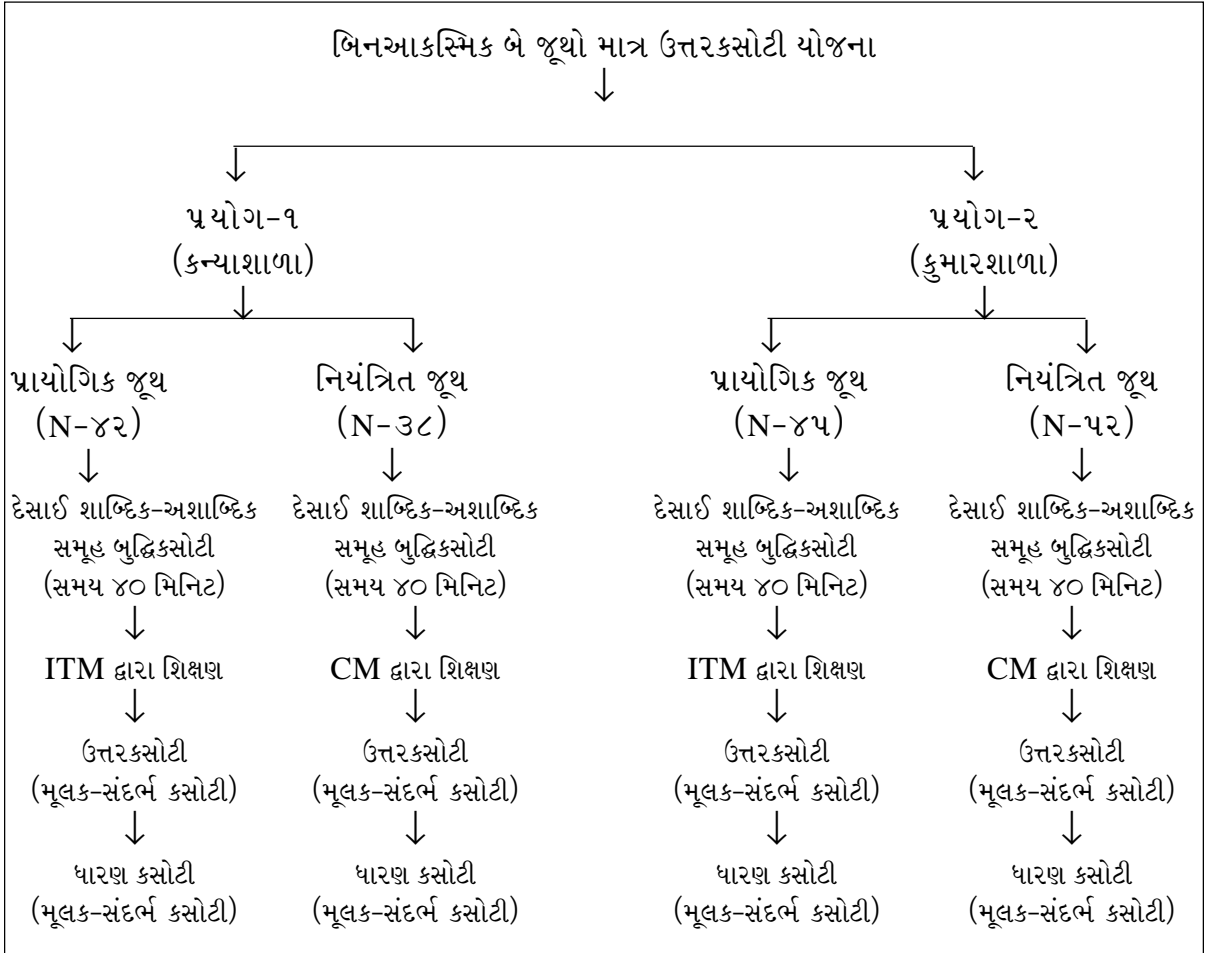 બિનઆકસ્મિક બે જૂથો માત્ર ઉત્તરકસોટી યોજના
પ્રયોગ-૧
(કન્યાશાળા)
પ્રયોગ-૨
(કુમારશાળા)
પ્રાયોગિક જૂથ
(N-૪૨)
દેસાઈ શાબ્દિક-અશાબ્દિક
સમૂહ બુદ્ધિકસોટી
(સમય ૪૦ મિનિટ)
ITM દ્વારા શિક્ષણ
ઉત્તરકસોટી
(મૂલક-સંદર્ભ કસોટી)
ધારણ કસોટી
(મૂલક-સંદર્ભ કસોટી)
નિયંત્રિત જૂથ
(N-૩૮)
દેસાઈ શાબ્દિક-અશાબ્દિક
સમૂહ બુદ્ધિકસોટી
(સમય ૪૦ મિનિટ)
CM દ્વારા શિક્ષણ
ઉત્તરકસોટી
(મૂલક-સંદર્ભ કસોટી)
ધારણ કસોટી
(મૂલક-સંદર્ભ કસોટી)
પ્રાયોગિક જૂથ
(N-૪૫)
દેસાઈ શાબ્દિક-અશાબ્દિક
સમૂહ બુદ્ધિકસોટી
(સમય ૪૦ મિનિટ)
ITM દ્વારા શિક્ષણ
ઉત્તરકસોટી
(મૂલક-સંદર્ભ કસોટી)
ધારણ કસોટી
(મૂલક-સંદર્ભ કસોટી)
નિયંત્રિત જૂથ
(N-૫૨)
દેસાઈ શાબ્દિક-અશાબ્દિક
સમૂહ બુદ્ધિકસોટી
(સમય ૪૦ મિનિટ)
CM દ્વારા શિક્ષણ
ઉત્તરકસોટી
(મૂલક-સંદર્ભ કસોટી)
ધારણ કસોટી
(મૂલક-સંદર્ભ કસોટી)